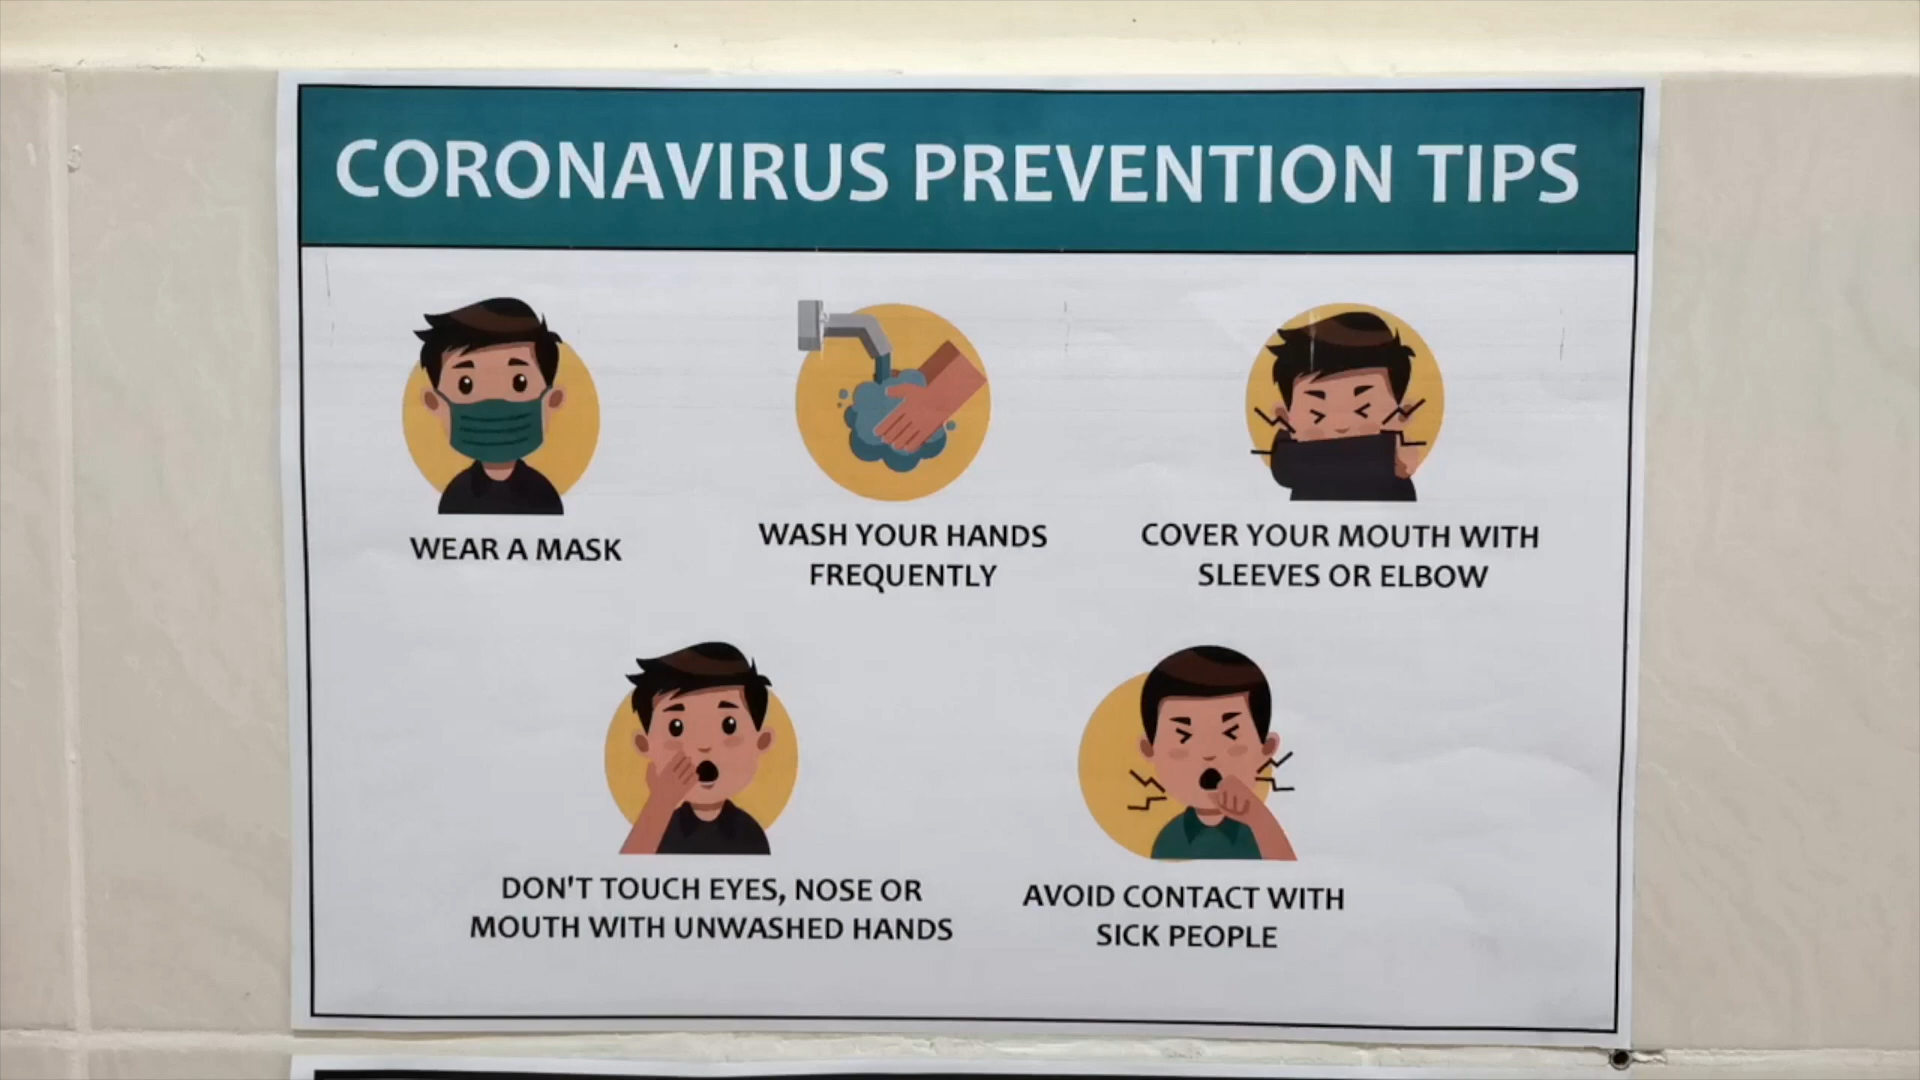 CORONAVIRUS PREVENTION TIPS
WEAR A MASK
WASH YOUR HANDS
FREQUENTLY
COVER YOUR MOUTH WITH
SLEEVES OR ELBOW
DON'T TOUCH EYES, NOSE OR
MOUTH WITH UNWASHED HANDS
AVOID CONTACT WITH
SICK PEOPLE